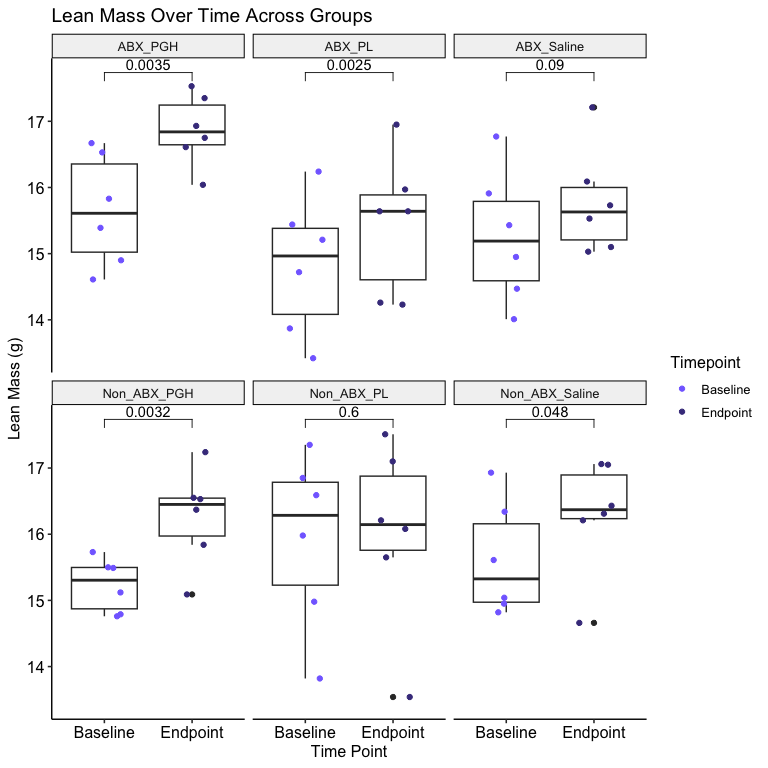 Lean Mass Over Time Across Groups
ABX_PGH
ABX_PL
ABX_Saline
0.0035
0.0025
0.09
17
16
15
14
Non_ABX_PGH
Non_ABX_PL
Non_ABX_Saline
0.0032
0.6
0.048
17
16
15
14
Lean Mass (g)
Baseline
Endpoint
Baseline
Endpoint
Baseline
Endpoint
Time Point
Timepoint
Baseline
Endpoint